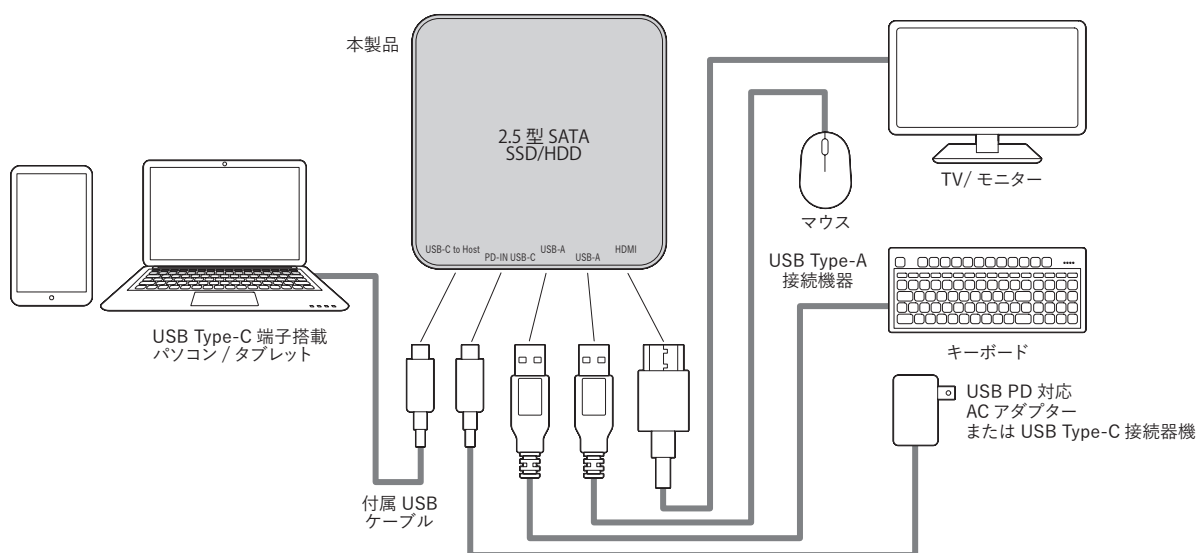 本製品
2.5 型 SATA
SSD/HDD
USB-C to Host
PD-IN USB-C
USB-A
USB-A
HDMI
TV/ モニター
マウス
USB Type-A
接続機器
キーボード
USB Type-C 端子搭載
パソコン / タブレット
USB PD 対応
AC アダプター
または USB Type-C 接続器機
付属 USB
ケーブル